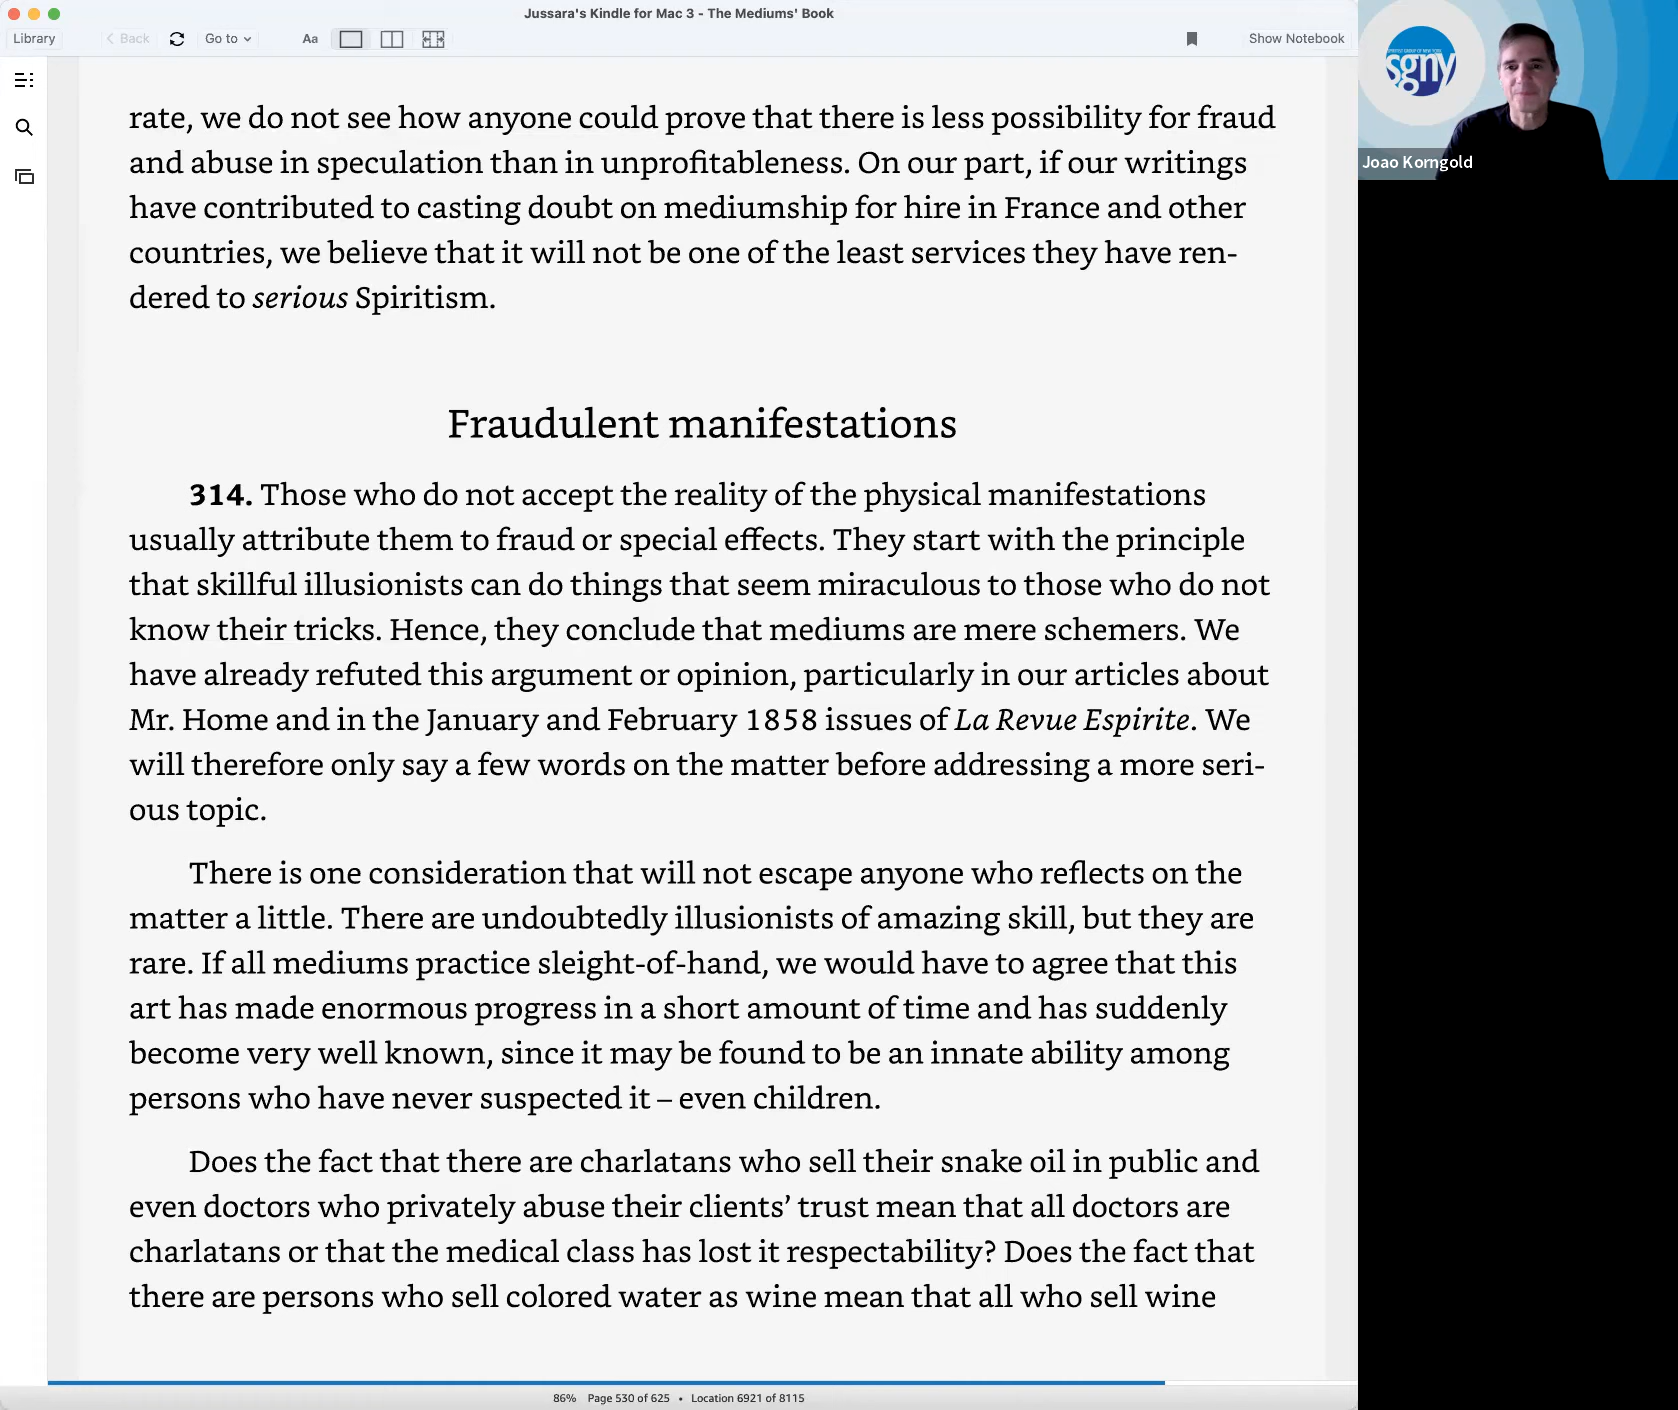 Jussara's Kindle for Mac 3 - The Mediums' Book
Library
Back
Go to
Aa
Show Notebook
rate, we do not see how anyone could prove that there is less possibility for fraud
and abuse in speculation than in unprofitableness. On our part, if our writings
have contributed to casting doubt on mediumship for hire in France and other
countries, we believe that it will not be one of the least services they have ren-
dered to serious Spiritism.
Fraudulent manifestations
314. Those who do not accept the reality of the physical manifestations
usually attribute them to fraud or special effects. They start with the principle
that skillful illusionists can do things that seem miraculous to those who do not
know their tricks. Hence, they conclude that mediums are mere schemers. We
have already refuted this argument or opinion, particularly in our articles about
Mr. Home and in the January and February 1858 issues of La Revue Espirite. We
will therefore only say a few words on the matter before addressing a more seri-
ous topic.
There is one consideration that will not escape anyone who reflects on the
matter a little. There are undoubtedly illusionists of amazing skill, but they are
rare. If all mediums practice sleight-of-hand, we would have to agree that this
art has made enormous progress in a short amount of time and has suddenly
become very well known, since it may be found to be an innate ability among
persons who have never suspected it – even children.
Does the fact that there are charlatans who sell their snake oil in public and
even doctors who privately abuse their clients’ trust mean that all doctors are
charlatans or that the medical class has lost it respectability? Does the fact that
there are persons who sell colored water as wine mean that all who sell wine
86% Page 530 of 625 • Location 6921 of 8115
SPIRITIST GROUP OF NEW YORK
sgny
Joao Korngold